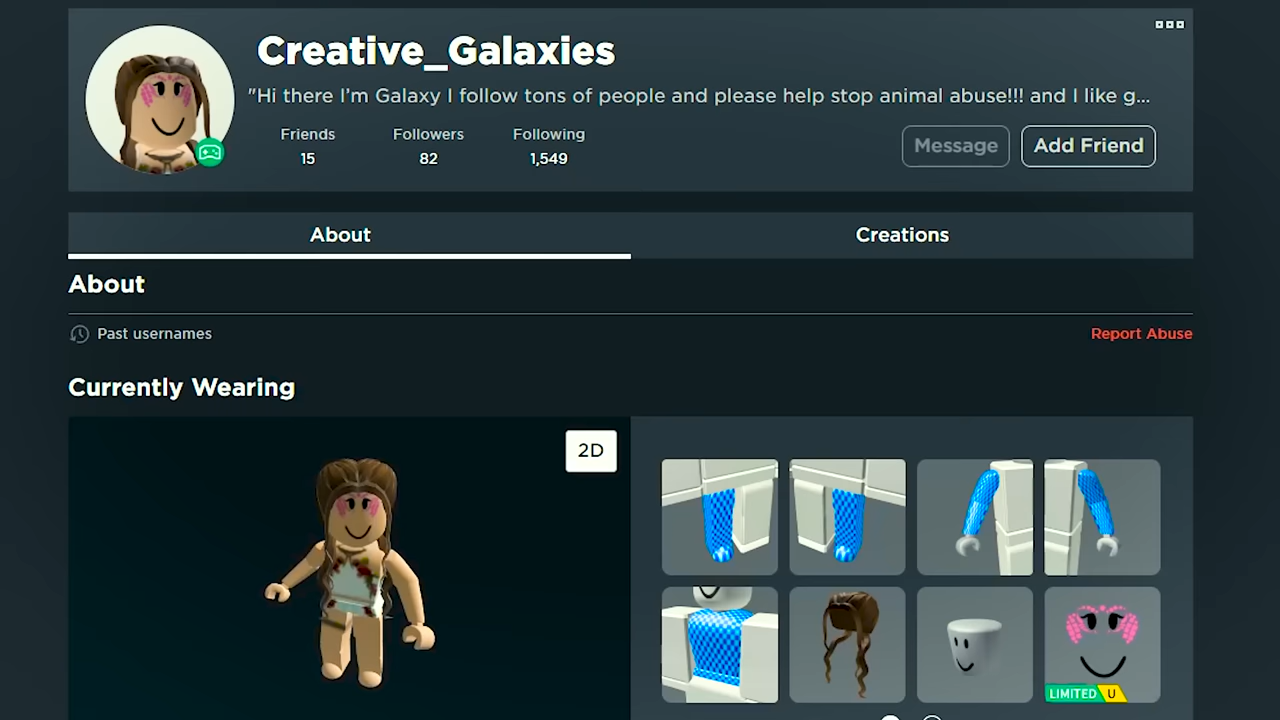 Creative_Galaxies
"Hi there I'm Galaxy I follow tons of people and please help stop animal abuse!!! and I like g...
Friends Followers Following
15 82 1,549
Message Add Friend
About Creations
About
Past usernames Report Abuse
Currently Wearing
2D
LIMITED U